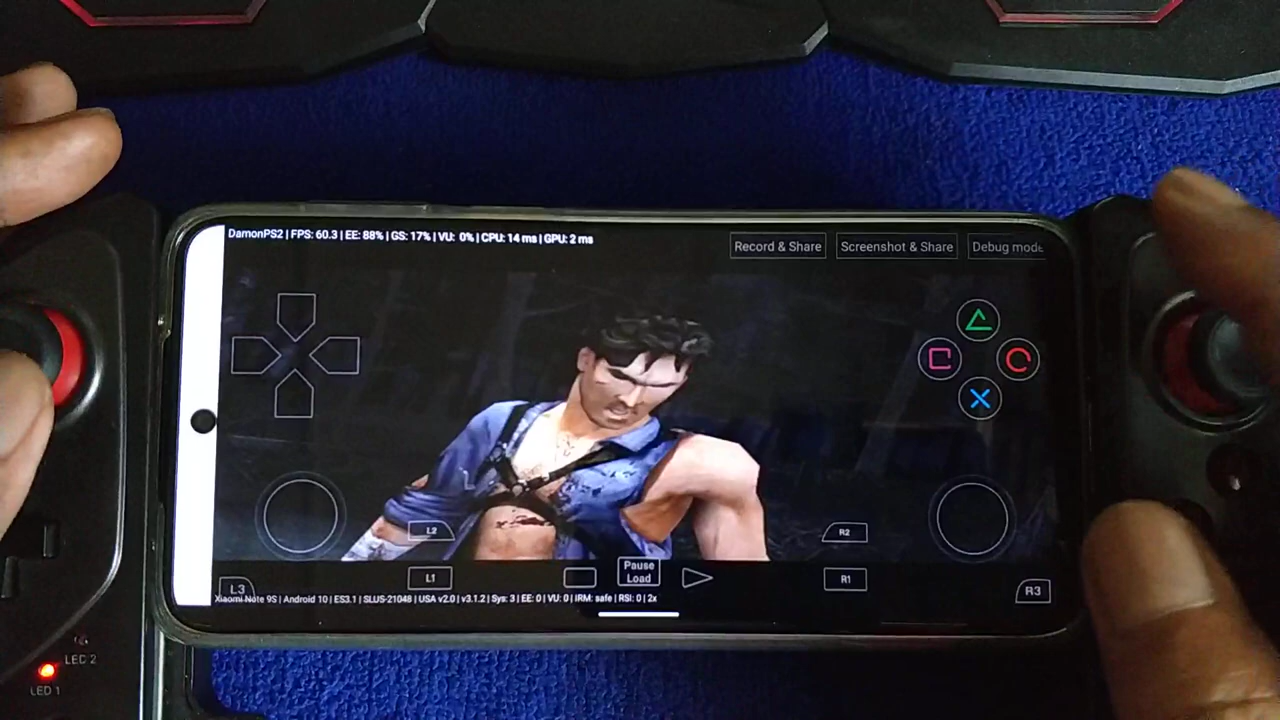 DamonPS2 | FPS: 60.3 | EE: 88% | GS: 17% | VU: 0% | CPU: 14 ms | GPU: 2 ms
Record & Share
Screenshot & Share
Debug mode
L2
R2
L3
L1
Pause
Load
R1
R3
Xiaomi Note 9S | Android 10 | ES3.1 | SLUS-21048 | USA v2.0 | v3.1.2 | Sys: 3 | EE: 0 | VU: 0 | IRM: safe | RSI: 0 | 2x
LED 2
LED 1